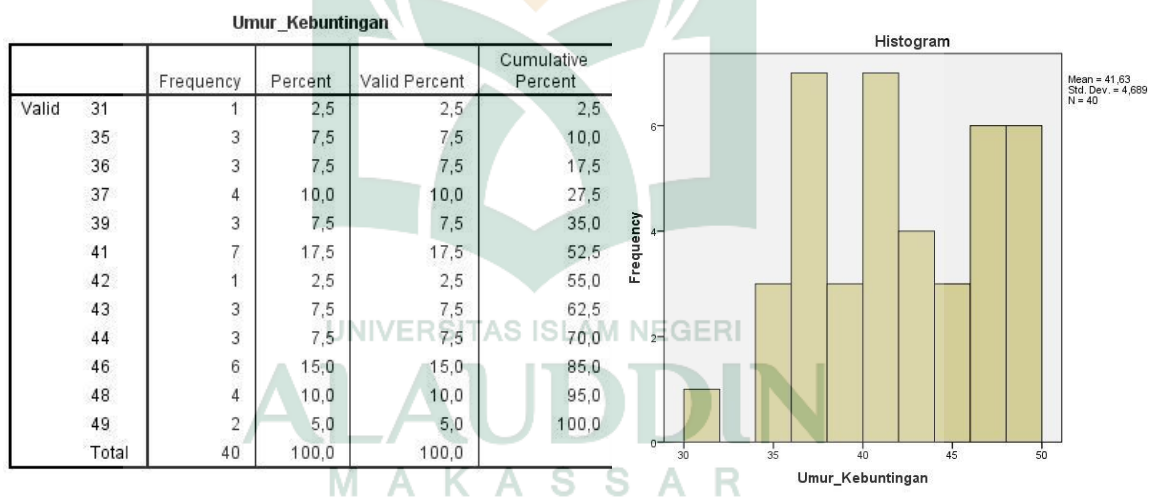 Umur_Kebuntingan
Frequency Percent Valid Percent Cumulative Percent
Valid 31 1 2,5 2,5 2,5
35 3 7,5 7,5 10,0
36 3 7,5 7,5 17,5
37 4 10,0 10,0 27,5
39 3 7,5 7,5 35,0
41 7 17,5 17,5 52,5
42 1 2,5 2,5 55,0
43 3 7,5 7,5 62,5
44 3 7,5 7,5 70,0
46 6 15,0 15,0 85,0
48 4 10,0 10,0 95,0
49 2 5,0 5,0 100,0
Total 40 100,0 100,0
Histogram
Mean = 41,63
Std. Dev. = 4,689
N = 40
Frequency
6
4
2
0
30 35 40 45 50
Umur_Kebuntingan
UNIVERSITAS ISLAM NEGERI
ALAUDDIN
MAKASSAR